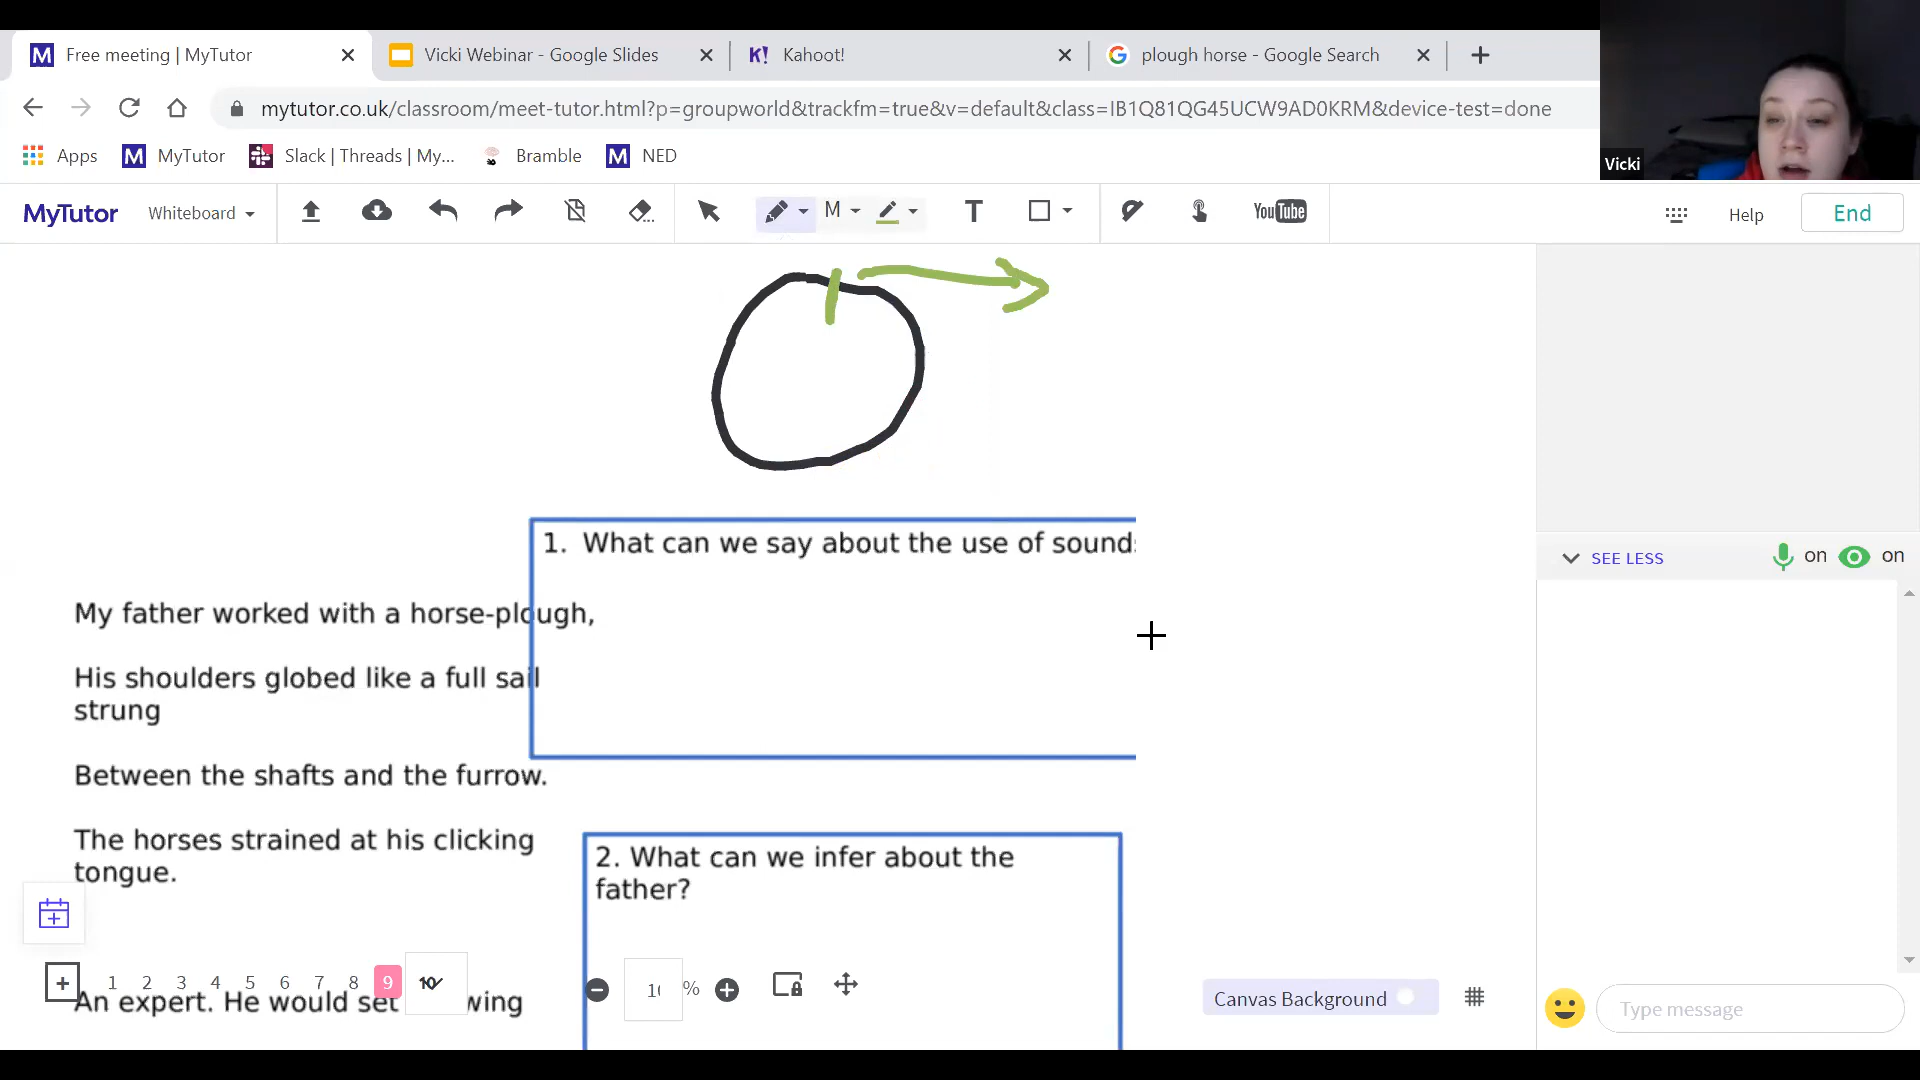 Free meeting | MyTutor
Vicki Webinar - Google Slides
K! Kahoot!
plough horse - Google Search
mytutor.co.uk/classroom/meet-tutor.html?p=groupworld&trackfm=true&v=default&class=IB1Q81QG45UCW9AD0KRM&device-test=done
Apps
MyTutor
Slack | Threads | My...
Bramble
NED
Vicki
MyTutor
Whiteboard
M
T
YouTube
Help
End
1. What can we say about the use of sound
SEE LESS
on
on
My father worked with a horse-plough,
His shoulders globed like a full sail
strung
Between the shafts and the furrow.
The horses strained at his clicking
tongue.
2. What can we infer about the
father?
1 2 3 4 5 6 7 8 9 10
%
An expert. He would set wing
Canvas Background
Type message